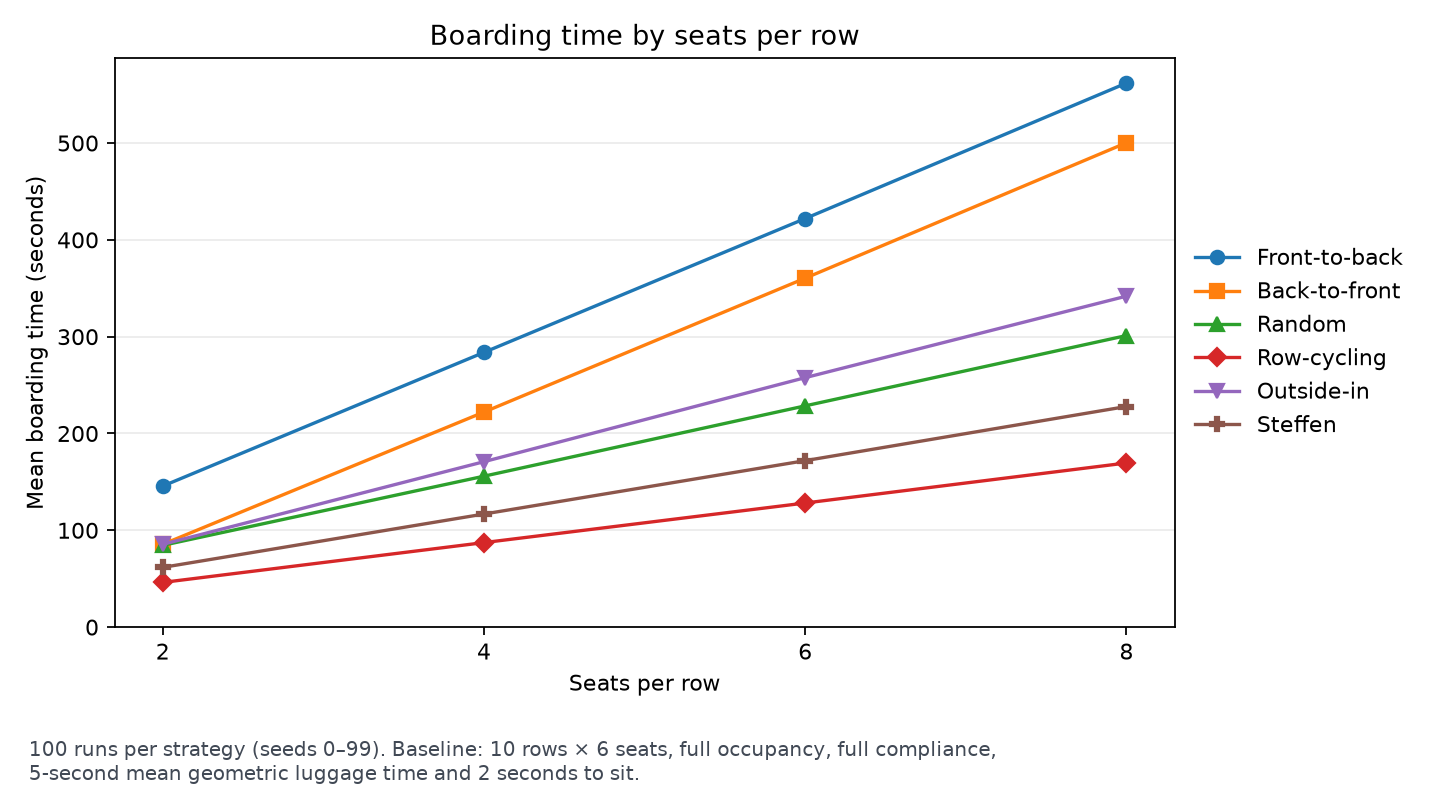 Boarding time by seats per row
Mean boarding time (seconds)
500
400
300
200
100
0
2 4 6 8
Seats per row
Front-to-back
Back-to-front
Random
Row-cycling
Outside-in
Steffen
100 runs per strategy (seeds 0–99). Baseline: 10 rows × 6 seats, full occupancy, full compliance,
5-second mean geometric luggage time and 2 seconds to sit.